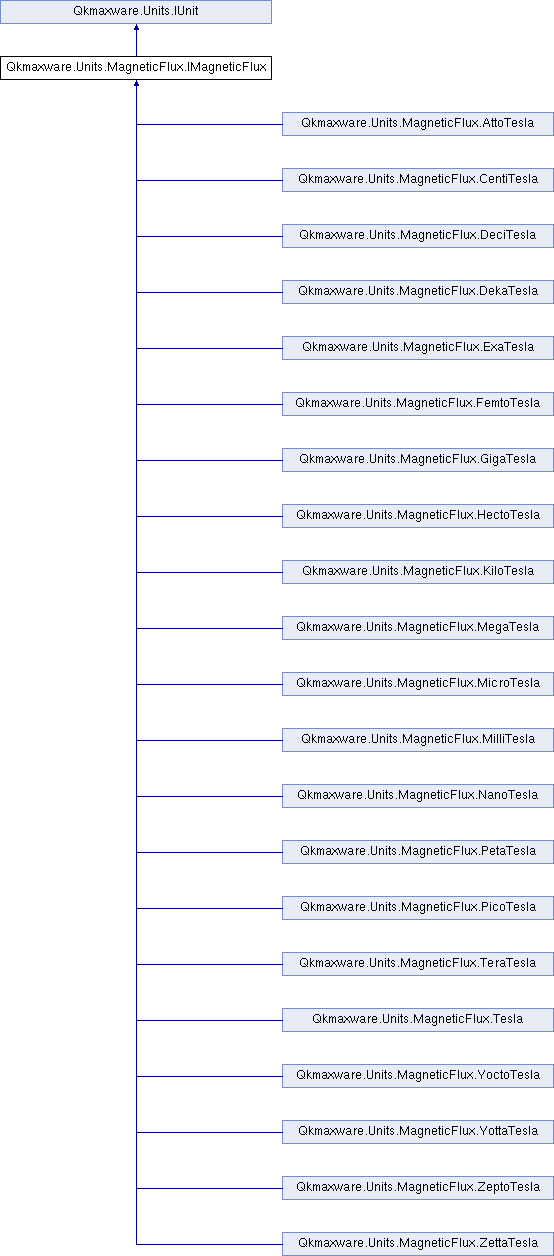 Qkmaxware.Units.IUnit
Qkmaxware.Units.MagneticFlux.IMagneticFlux
Qkmaxware.Units.MagneticFlux.AttoTesla
Qkmaxware.Units.MagneticFlux.CentiTesla
Qkmaxware.Units.MagneticFlux.DeciTesla
Qkmaxware.Units.MagneticFlux.DekaTesla
Qkmaxware.Units.MagneticFlux.ExaTesla
Qkmaxware.Units.MagneticFlux.FemtoTesla
Qkmaxware.Units.MagneticFlux.GigaTesla
Qkmaxware.Units.MagneticFlux.HectoTesla
Qkmaxware.Units.MagneticFlux.KiloTesla
Qkmaxware.Units.MagneticFlux.MegaTesla
Qkmaxware.Units.MagneticFlux.MicroTesla
Qkmaxware.Units.MagneticFlux.MilliTesla
Qkmaxware.Units.MagneticFlux.NanoTesla
Qkmaxware.Units.MagneticFlux.PetaTesla
Qkmaxware.Units.MagneticFlux.PicoTesla
Qkmaxware.Units.MagneticFlux.TeraTesla
Qkmaxware.Units.MagneticFlux.Tesla
Qkmaxware.Units.MagneticFlux.YoctoTesla
Qkmaxware.Units.MagneticFlux.YottaTesla
Qkmaxware.Units.MagneticFlux.ZeptoTesla
Qkmaxware.Units.MagneticFlux.ZettaTesla